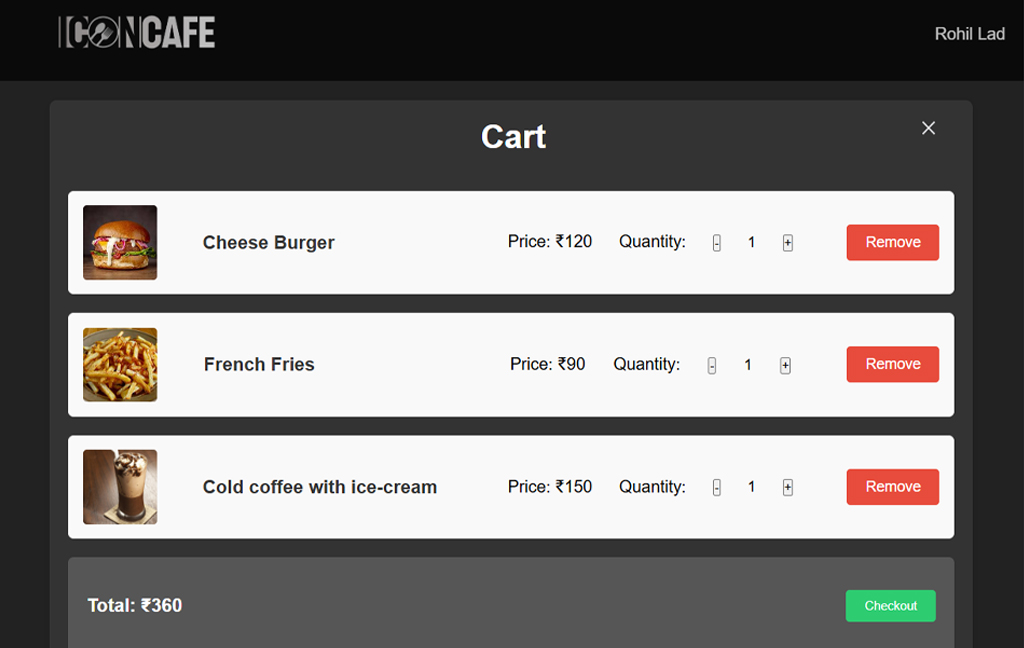 ICONCAFE
Rohil Lad
Cart
Cheese Burger Price: ₹120 Quantity: - 1 + Remove
French Fries Price: ₹90 Quantity: - 1 + Remove
Cold coffee with ice-cream Price: ₹150 Quantity: - 1 + Remove
Total: ₹360 Checkout